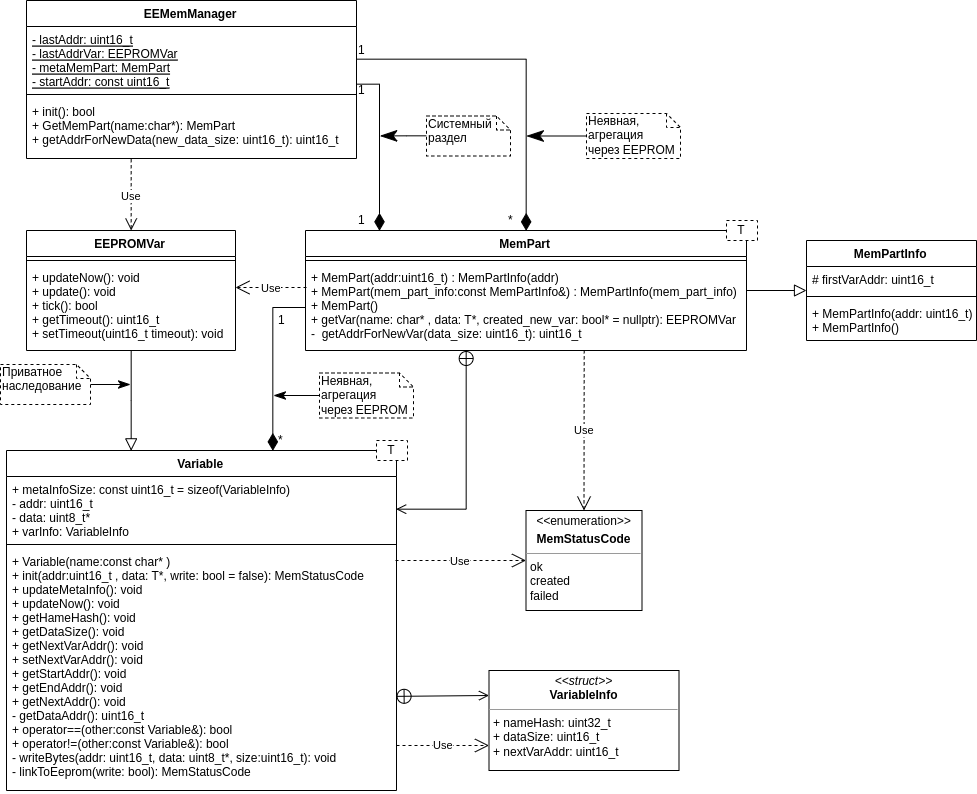 EEMemManager
- lastAddr: uint16_t
- lastAddrVar: EEPROMVar
- metaMemPart: MemPart
- startAddr: const uint16_t
+ init(): bool
+ GetMemPart(name:char*): MemPart
+ getAddrForNewData(new_data_size: uint16_t): uint16_t
1
1
Системный
раздел
Неявная,
агрегация
через EEPROM
Use
1
*
EEPROMVar
+ updateNow(): void
+ update(): void
+ tick(): bool
+ getTimeout(): uint16_t
+ setTimeout(uint16_t timeout): void
Use
MemPart
T
+ MemPart(addr:uint16_t) : MemPartInfo(addr)
+ MemPart(mem_part_info:const MemPartInfo&) : MemPartInfo(mem_part_info)
+ MemPart()
+ getVar(name: char* , data: T*, created_new_var: bool* = nullptr): EEPROMVar
- getAddrForNewVar(data_size: uint16_t): uint16_t
MemPartInfo
# firstVarAddr: uint16_t
+ MemPartInfo(addr: uint16_t)
+ MemPartInfo()
1
Приватное
наследование
Неявная,
агрегация
через EEPROM
*
Use
Variable
T
+ metaInfoSize: const uint16_t = sizeof(VariableInfo)
- addr: uint16_t
- data: uint8_t*
+ varInfo: VariableInfo
+ Variable(name:const char* )
+ init(addr:uint16_t , data: T*, write: bool = false): MemStatusCode
+ updateMetaInfo(): void
+ updateNow(): void
+ getHameHash(): void
+ getDataSize(): void
+ getNextVarAddr(): void
+ setNextVarAddr(): void
+ getStartAddr(): void
+ getEndAddr(): void
+ getNextAddr(): void
- getDataAddr(): uint16_t
+ operator==(other:const Variable&): bool
+ operator!=(other:const Variable&): bool
- writeBytes(addr: uint16_t, data: uint8_t*, size:uint16_t): void
- linkToEeprom(write: bool): MemStatusCode
Use
<<enumeration>>
MemStatusCode
ok
created
failed
Use
<<struct>>
VariableInfo
+ nameHash: uint32_t
+ dataSize: uint16_t
+ nextVarAddr: uint16_t